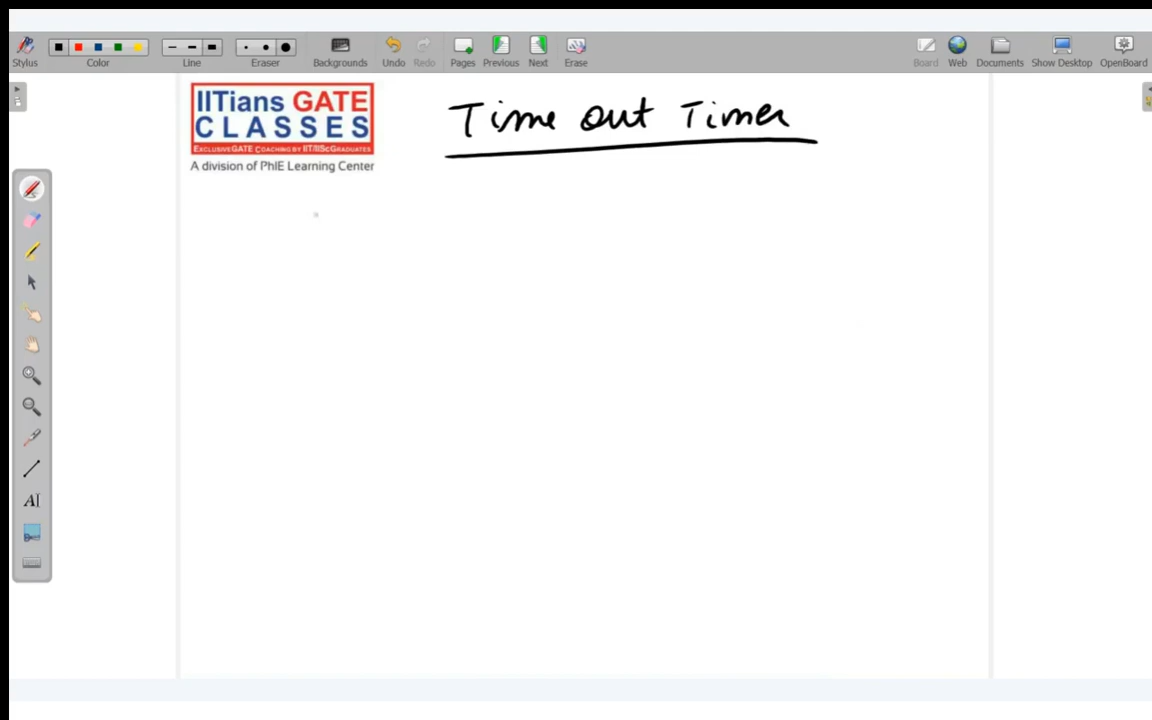 Stylus Color Line Eraser Backgrounds Undo Redo Pages Previous Next Erase Board Web Documents Show Desktop OpenBoard
IITians GATE
CLASSES
EXCLUSIVE GATE COACHING BY IIT/IISc GRADUATES
A division of PhIE Learning Center
Time out Timer
AI